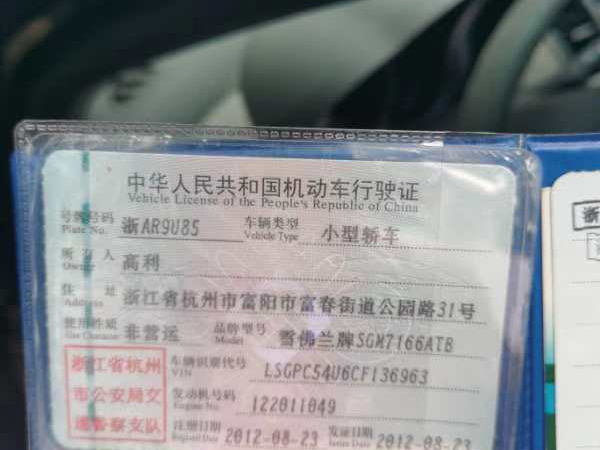 中华人民共和国机动车行驶证
Vehicle License of the People's Republic of China
号牌号码 浙AR9U85 车辆类型 小型轿车
Plate No. Vehicle Type
所有人 高利
Owner
住址 浙江省杭州市富阳市富春街道公园路31号
Address
使用性质 非营运 品牌型号 雪佛兰牌SGM7166ATB
Use Character Model
浙江省杭州
市公安局交
通警察支队
车辆识别代号 LSGPC54U6CF136963
VIN
发动机号码 122011049
Engine No.
注册日期 2012-08-23 发证日期 2012-08-23
Register Date Issue Date
浙